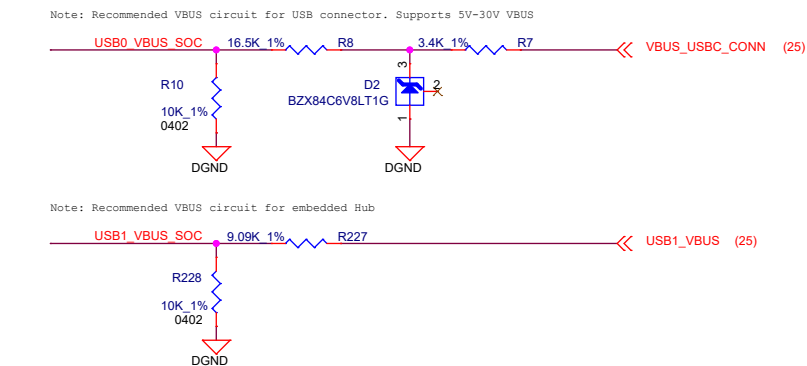 Note: Recommended VBUS circuit for USB connector. Supports 5V-30V VBUS
USB0_VBUS_SOC 16.5K_1% R8 3.4K_1% R7 VBUS_USBC_CONN (25)
3
R10 D2 2
BZX84C6V8LT1G
10K_1% 1
0402
DGND DGND
Note: Recommended VBUS circuit for embedded Hub
USB1_VBUS_SOC 9.09K_1% R227 USB1_VBUS (25)
R228
10K_1%
0402
DGND